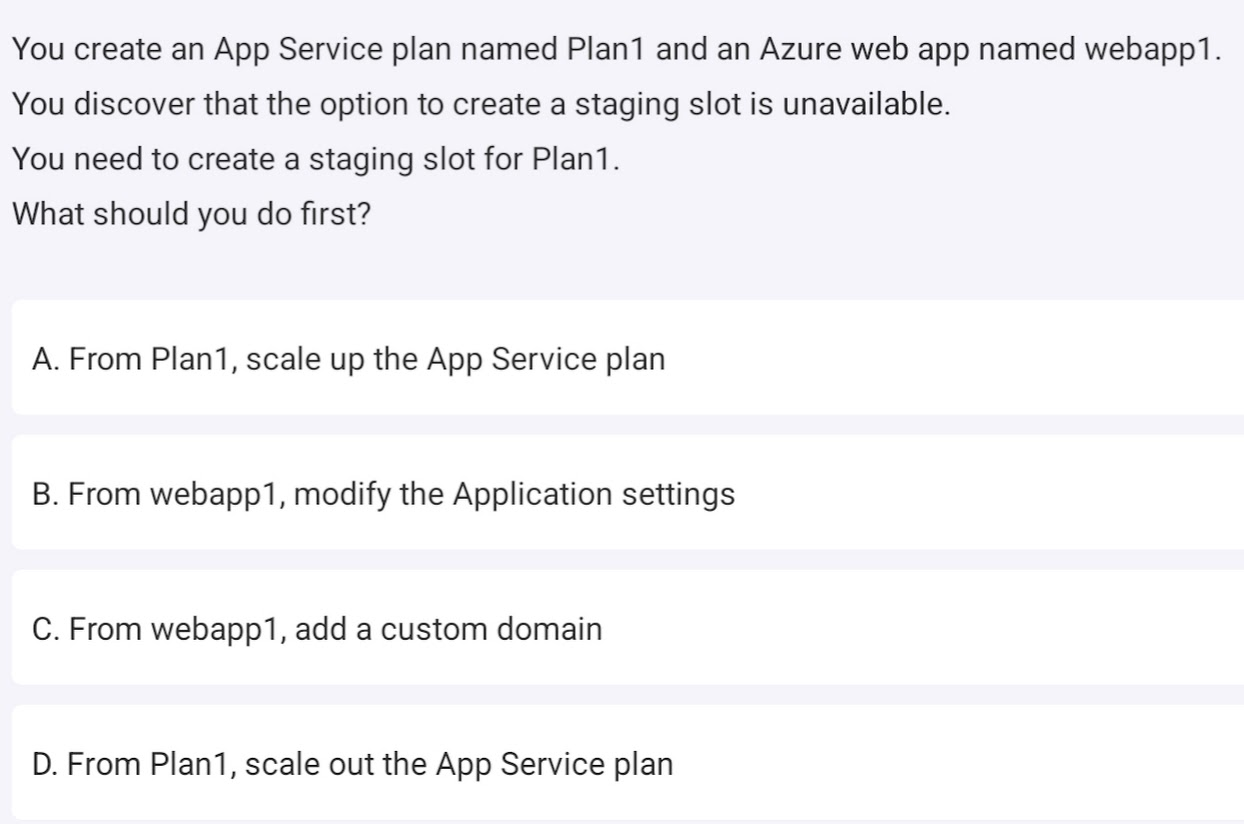 You create an App Service plan named Plan1 and an Azure web app named webapp1.
You discover that the option to create a staging slot is unavailable.
You need to create a staging slot for Plan1.
What should you do first?
A. From Plan1, scale up the App Service plan
B. From webapp1, modify the Application settings
C. From webapp1, add a custom domain
D. From Plan1, scale out the App Service plan